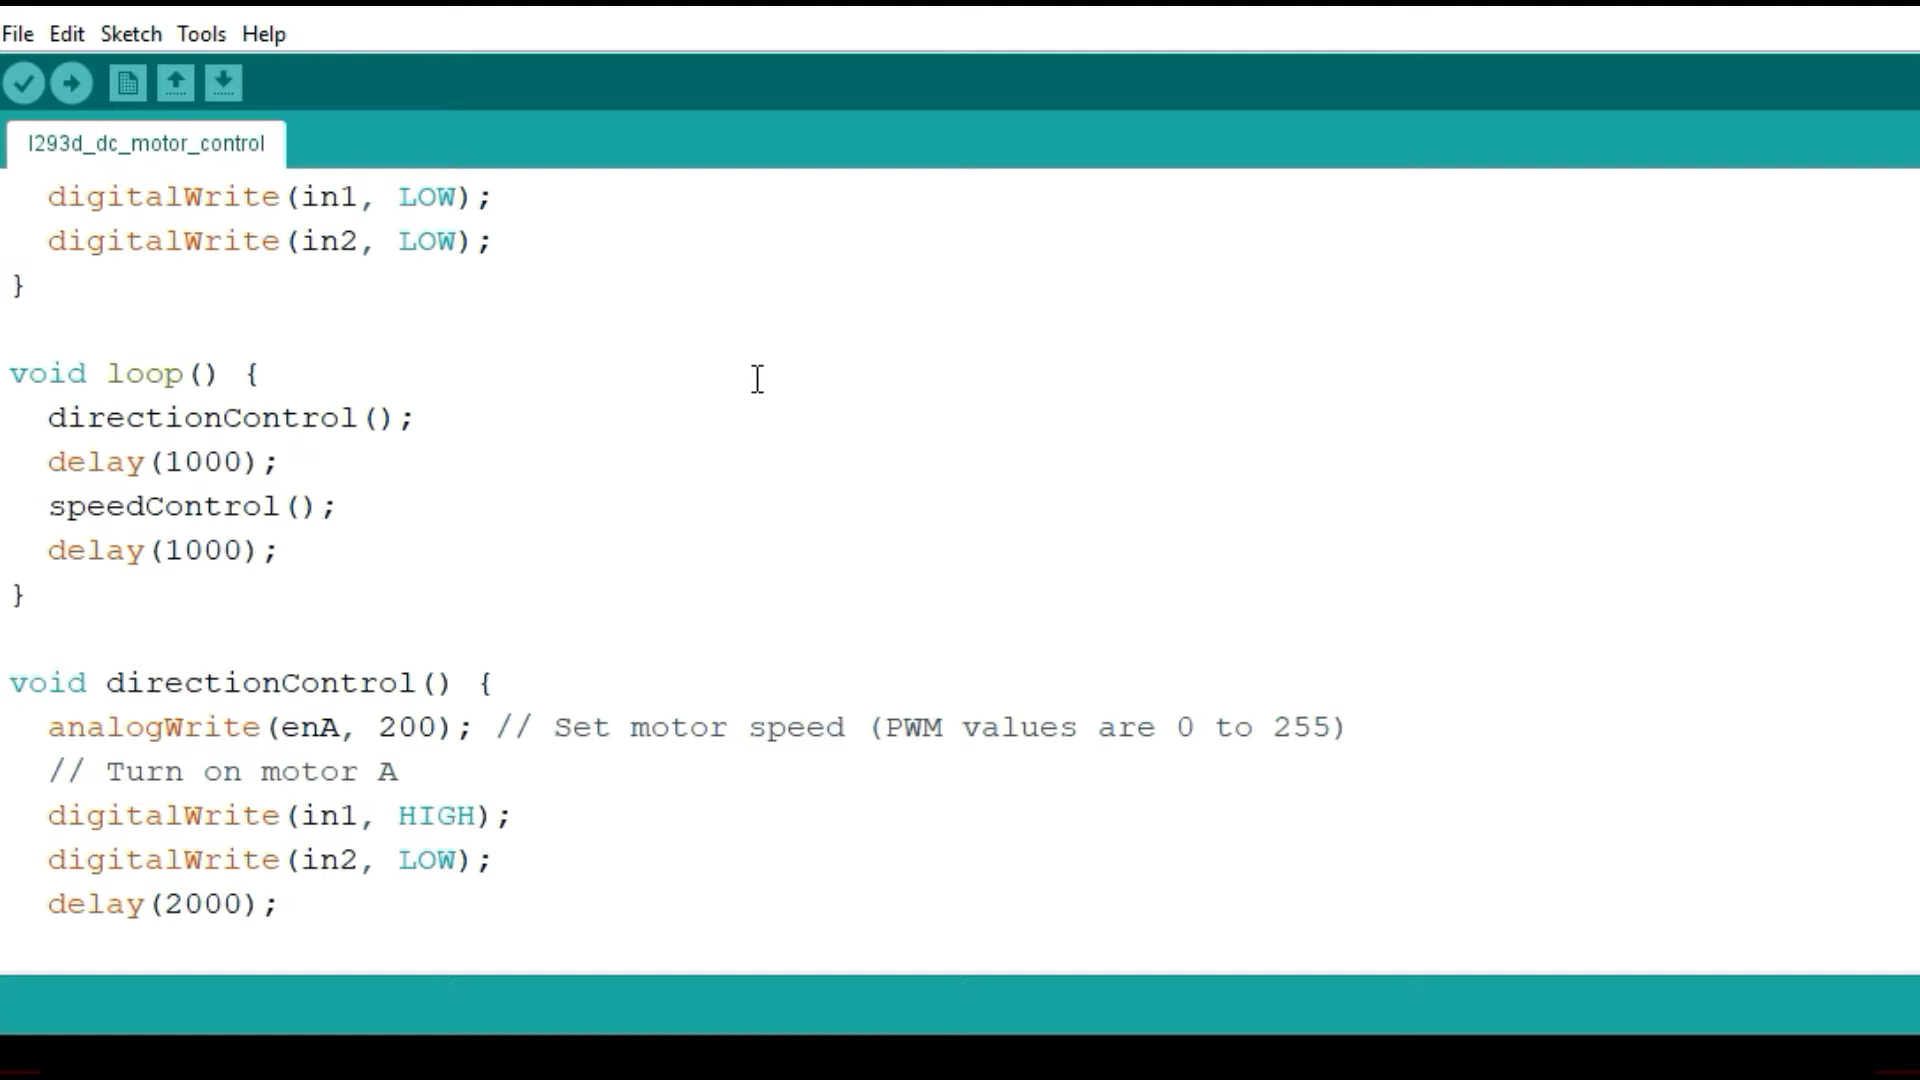 File Edit Sketch Tools Help
l293d_dc_motor_control
digitalWrite(in1, LOW);
digitalWrite(in2, LOW);
}
void loop() {
directionControl();
delay(1000);
speedControl();
delay(1000);
}
void directionControl() {
analogWrite(enA, 200); // Set motor speed (PWM values are 0 to 255)
// Turn on motor A
digitalWrite(in1, HIGH);
digitalWrite(in2, LOW);
delay(2000);